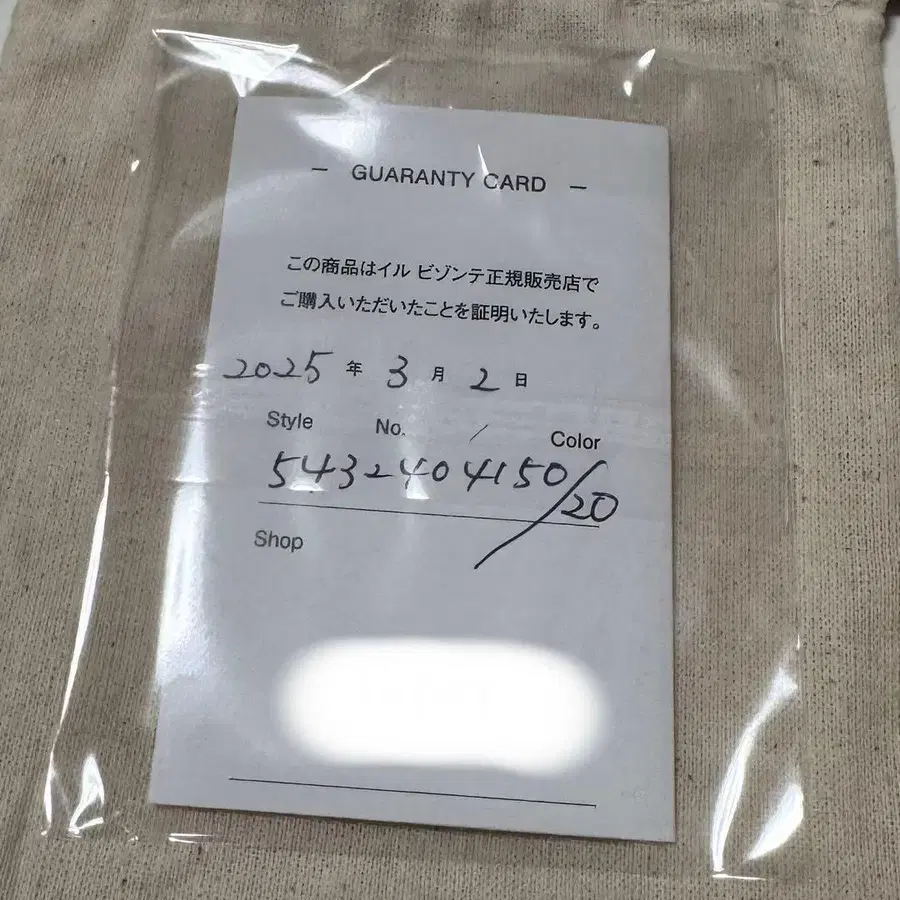 — GUARANTY CARD —
この商品はイル ビゾンテ正規販売店で
ご購入いただいたことを証明いたします。
2025 年 3 月 2 日
Style No. / Color
5432404150/20
Shop